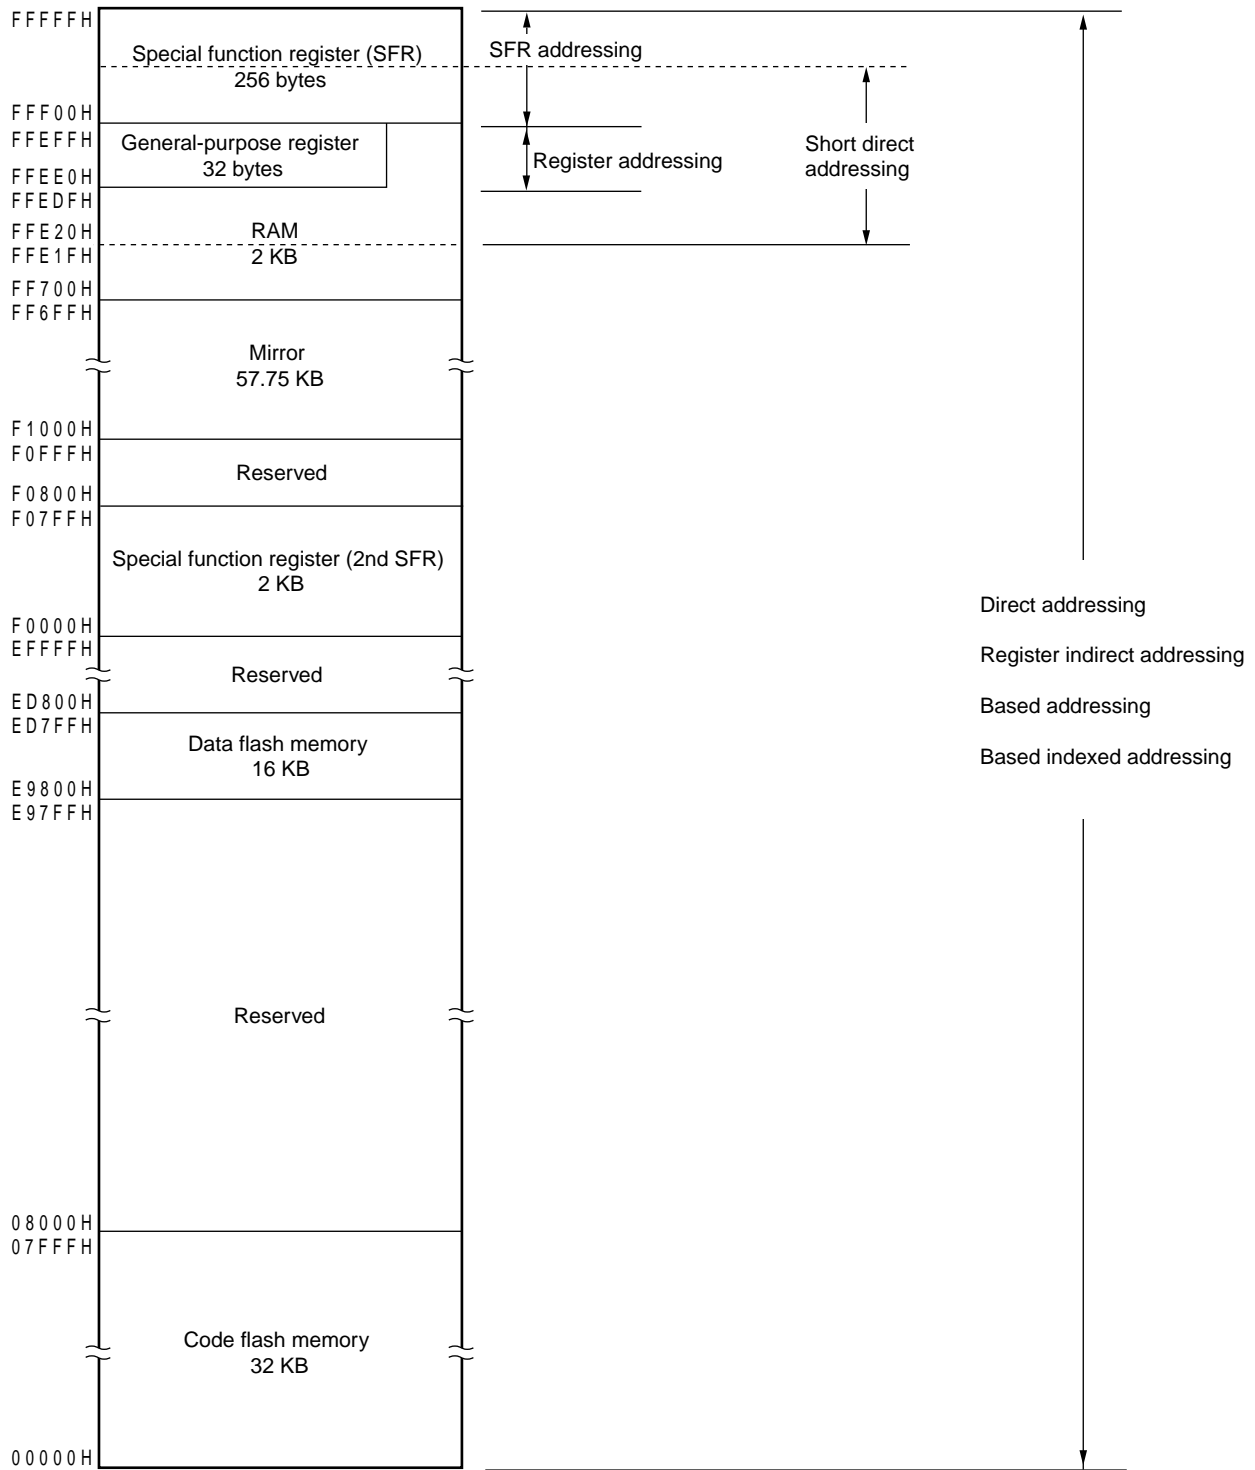 FFFFFH
Special function register (SFR)
256 bytes
SFR addressing
FFF00H
FFEFFH
General-purpose register
32 bytes
Register addressing
Short direct
addressing
FFEE0H
FFEDFH
FFE20H
RAM
2 KB
FFE1FH
FF700H
FF6FFH
Mirror
57.75 KB
F1000H
F0FFFH
Reserved
F0800H
F07FFH
Special function register (2nd SFR)
2 KB
F0000H
EFFFFH
Reserved
Direct addressing
Register indirect addressing
Based addressing
Based indexed addressing
ED800H
ED7FFH
Data flash memory
16 KB
E9800H
E97FFH
Reserved
08000H
07FFFH
Code flash memory
32 KB
00000H